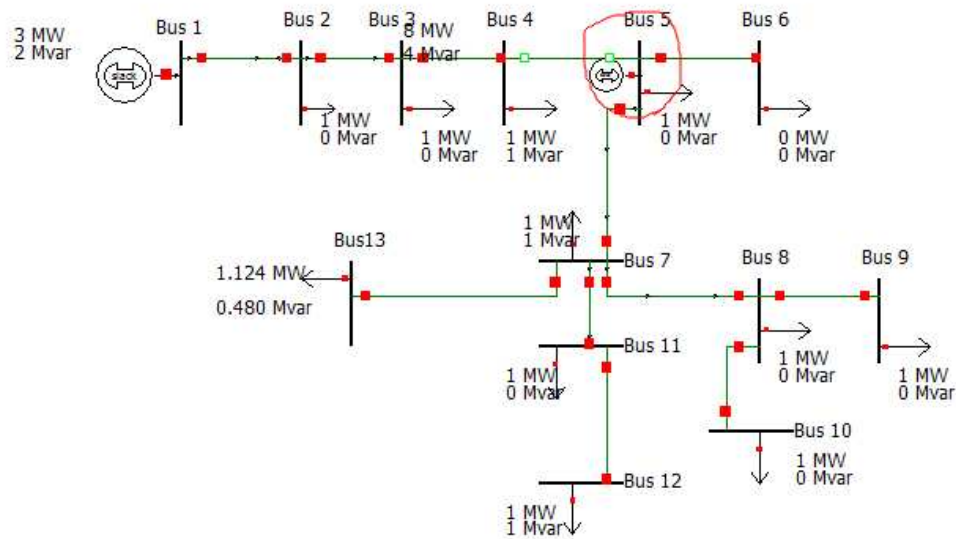 3 MW
2 Mvar
slack
Bus 1
Bus 2
Bus 3
8 MW
4 Mvar
Bus 4
Bus 5
Bus 6
1 MW
0 Mvar
1 MW
0 Mvar
1 MW
1 Mvar
1 MW
0 Mvar
0 MW
0 Mvar
Bus13
1.124 MW
0.480 Mvar
1 MW
1 Mvar
Bus 7
Bus 8
Bus 9
1 MW
0 Mvar
1 MW
0 Mvar
Bus 11
1 MW
0 Mvar
Bus 10
1 MW
0 Mvar
Bus 12
1 MW
1 Mvar